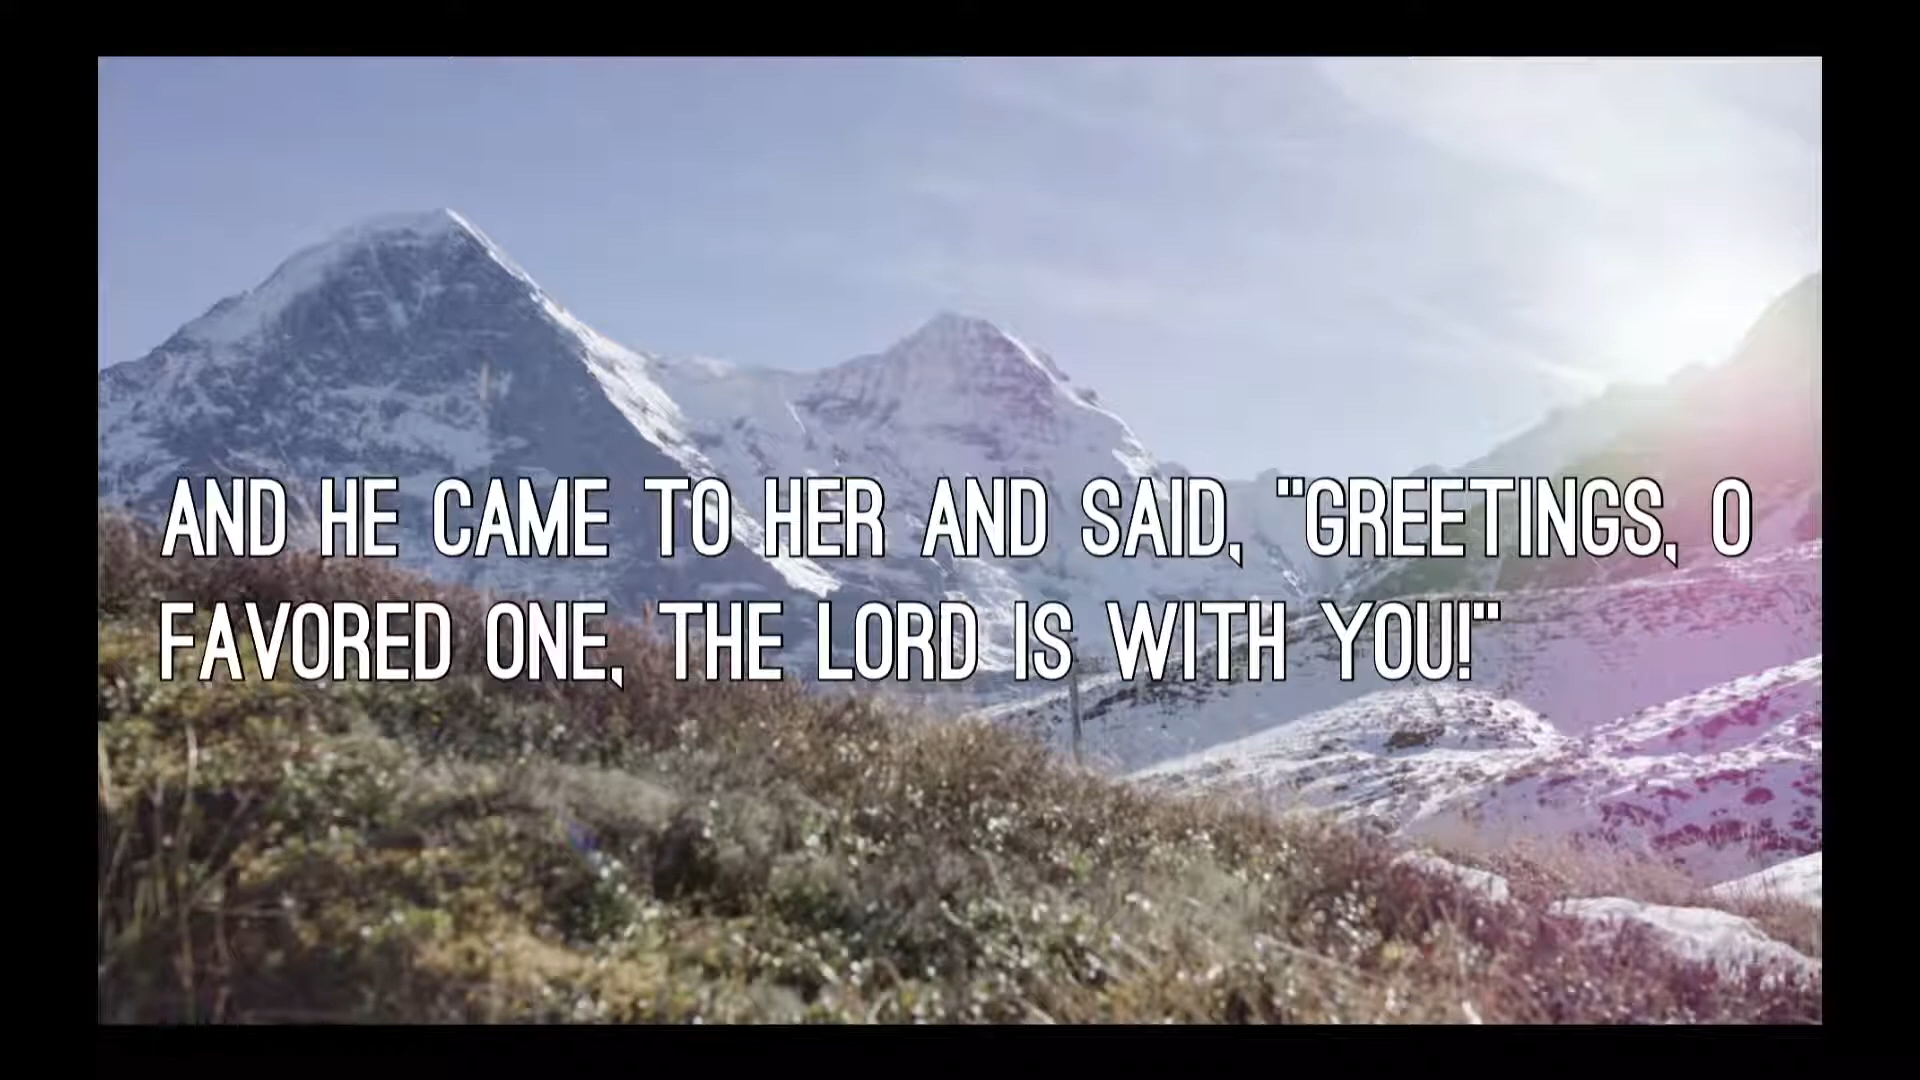 AND HE CAME TO HER AND SAID, "GREETINGS, O
FAVORED ONE, THE LORD IS WITH YOU!"